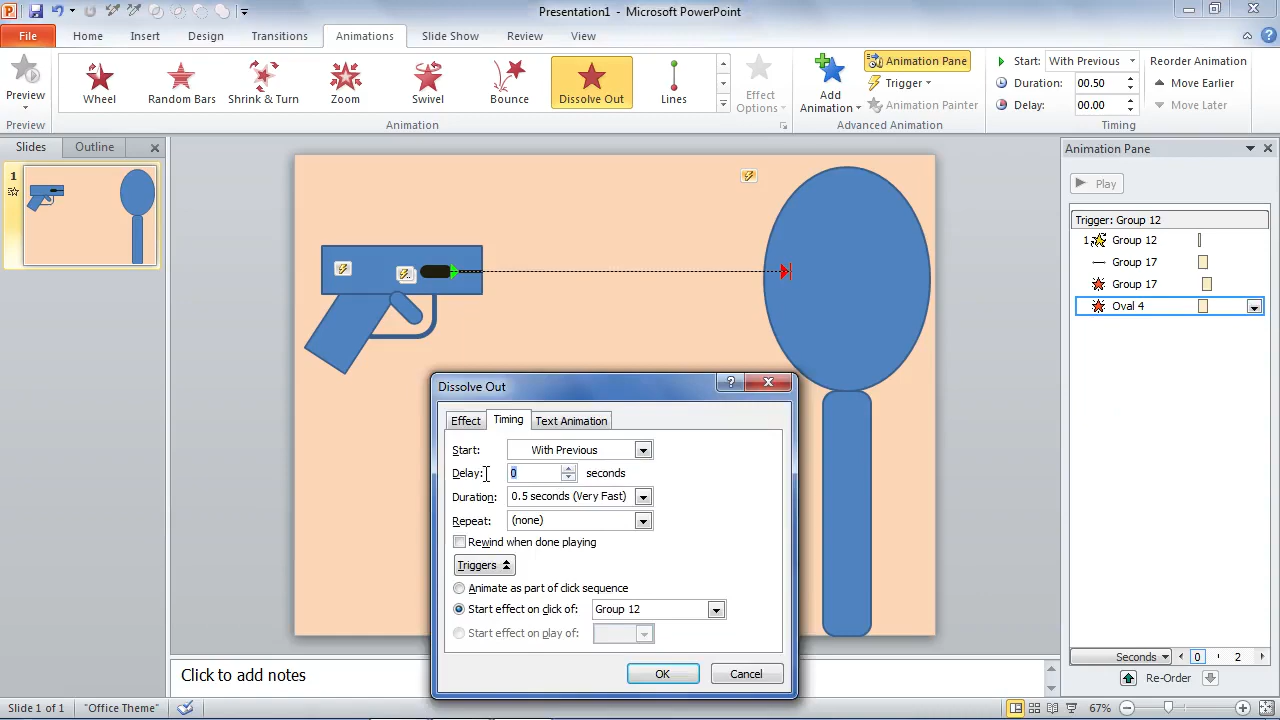 Presentation1 - Microsoft PowerPoint
File Home Insert Design Transitions Animations Slide Show Review View
Preview
Wheel Random Bars Shrink & Turn Zoom Swivel Bounce Dissolve Out Lines
Effect Options
Add Animation
Animation Pane
Trigger
Animation Painter
Start: With Previous
Duration: 00.50
Delay: 00.00
Reorder Animation
Move Earlier
Move Later
Preview Animation Advanced Animation Timing
Slides Outline
1
Animation Pane
Play
Trigger: Group 12
1 Group 12
Group 17
Group 17
Oval 4
Dissolve Out
Effect Timing Text Animation
Start: With Previous
Delay: 0 seconds
Duration: 0.5 seconds (Very Fast)
Repeat: (none)
Rewind when done playing
Triggers
Animate as part of click sequence
Start effect on click of: Group 12
Start effect on play of:
OK Cancel
Seconds 0 2
Re-Order
Click to add notes
Slide 1 of 1 "Office Theme" 67%